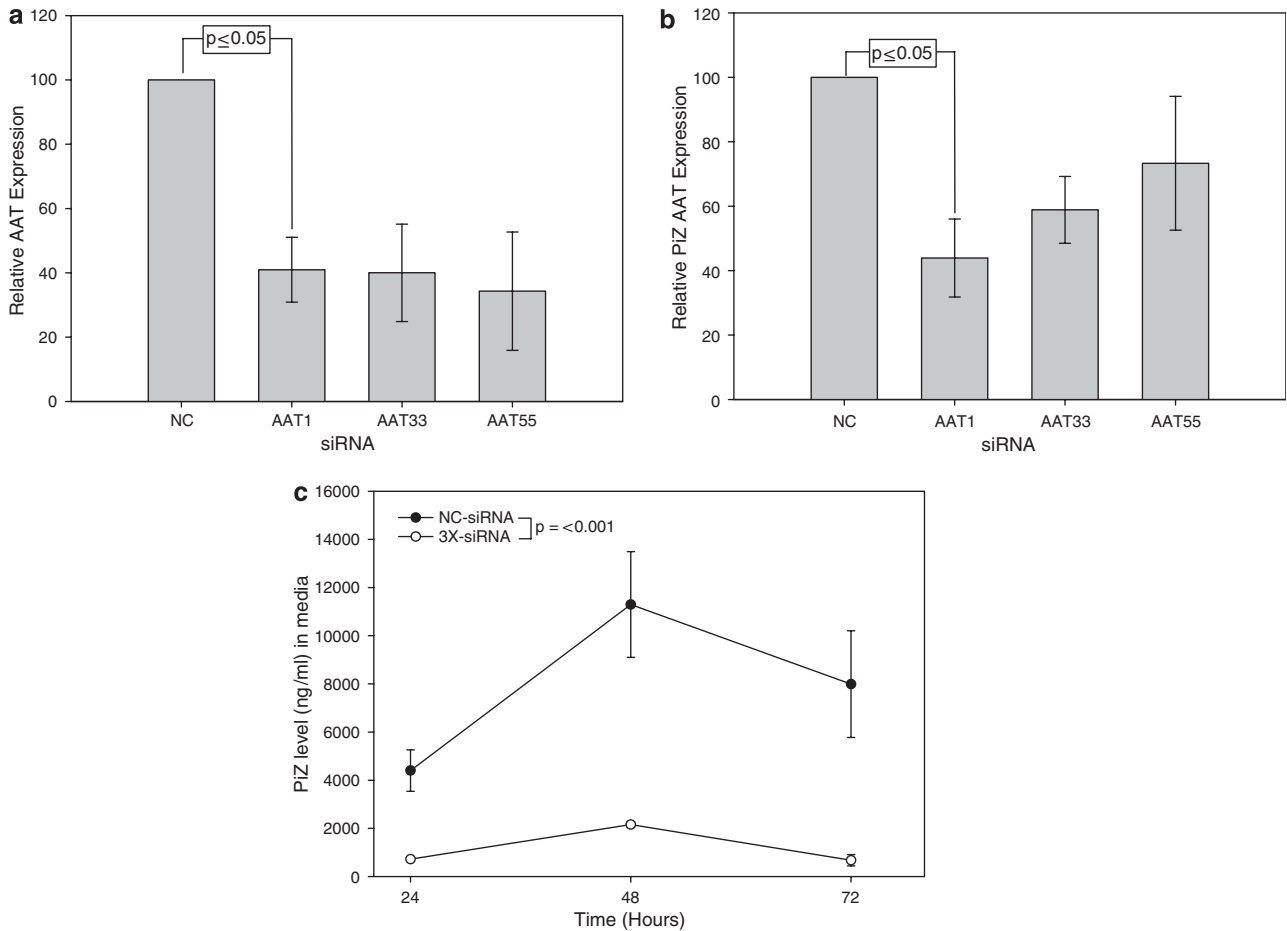 a
120
100
80
60
40
20
0
Relative AAT Expression
p≤0.05
NC AAT1 AAT33 AAT55
siRNA
b
120
100
80
60
40
20
0
Relative PiZ AAT Expression
p≤0.05
NC AAT1 AAT33 AAT55
siRNA
c
16000
14000
12000
10000
8000
6000
4000
2000
0
PiZ level (ng/ml) in media
NC-siRNA
3X-siRNA
p = <0.001
24 48 72
Time (Hours)